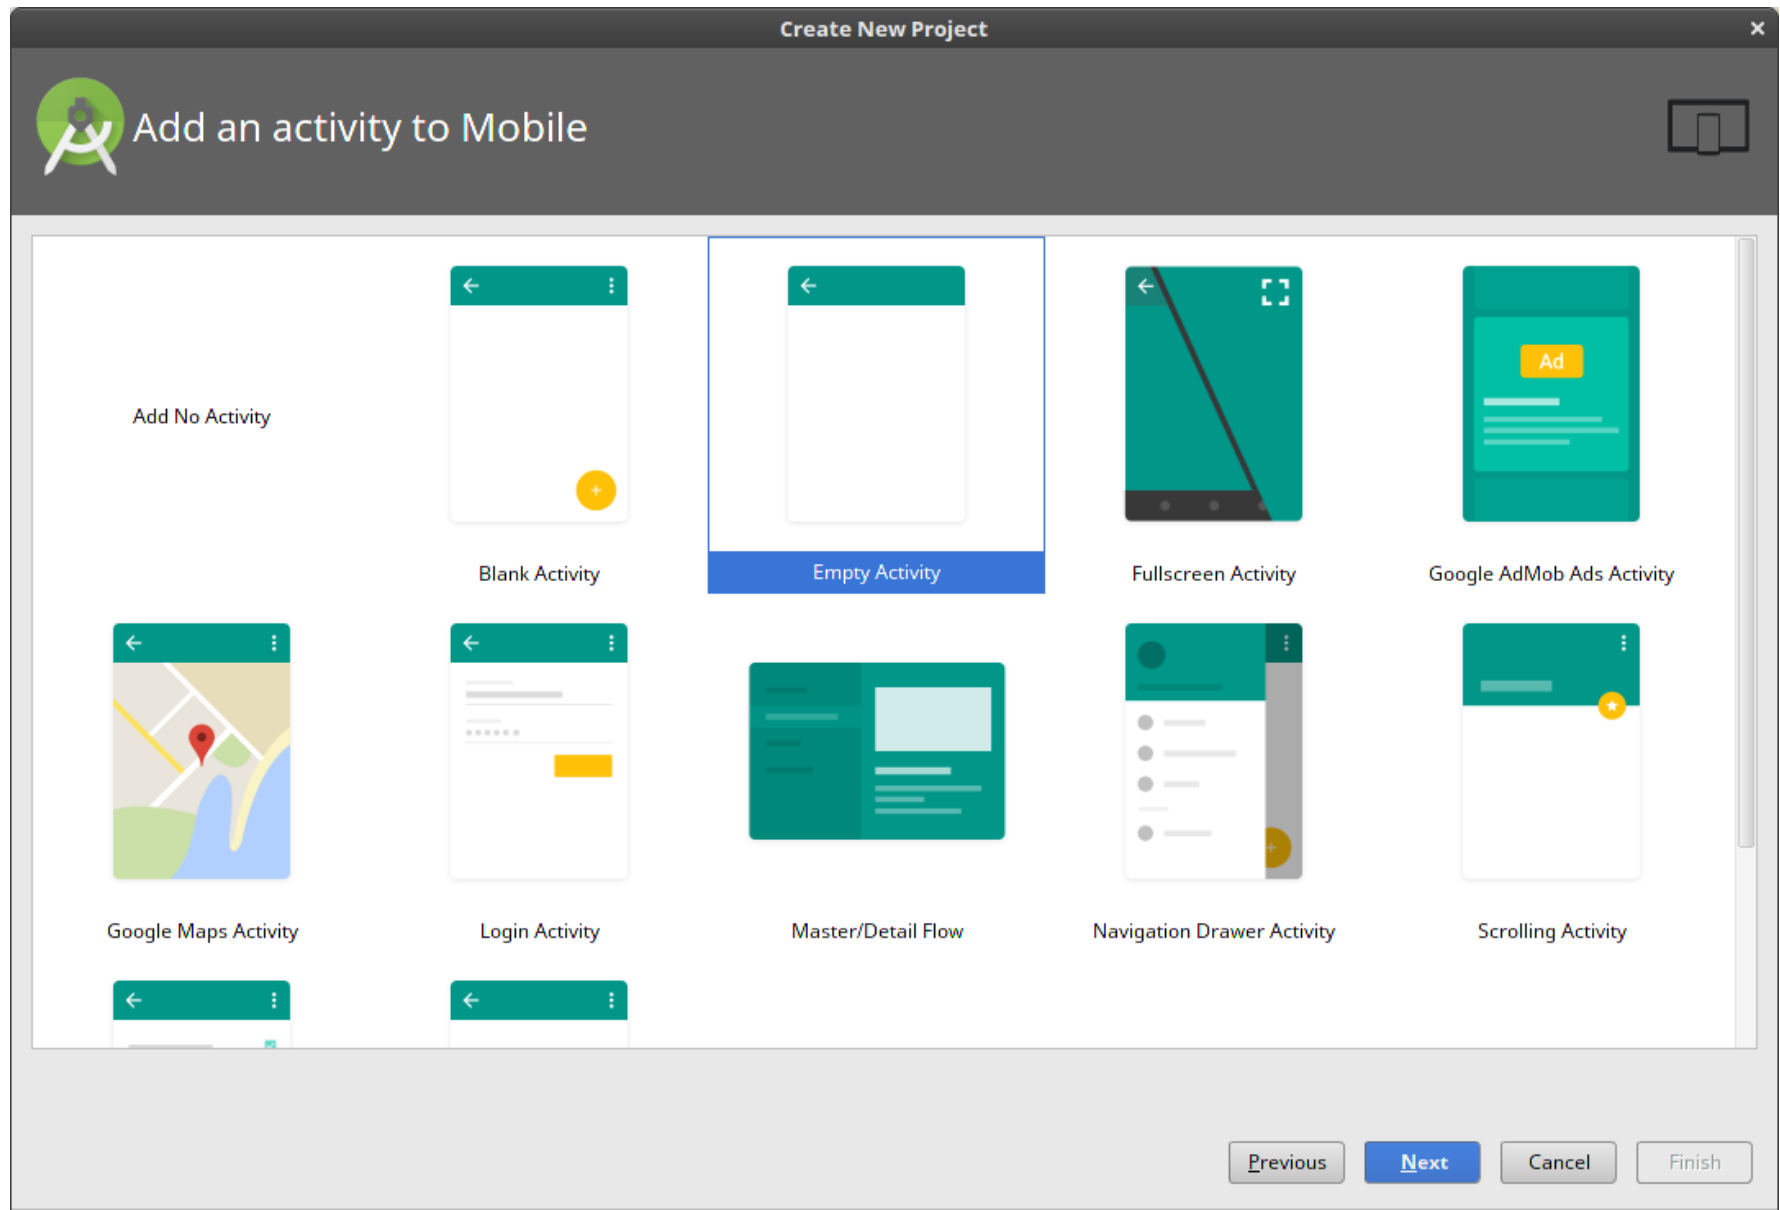 Create New Project
Add an activity to Mobile
Ad
Add No Activity
Blank Activity
Empty Activity
Fullscreen Activity
Google AdMob Ads Activity
Google Maps Activity
Login Activity
Master/Detail Flow
Navigation Drawer Activity
Scrolling Activity
Previous
Next
Cancel
Finish